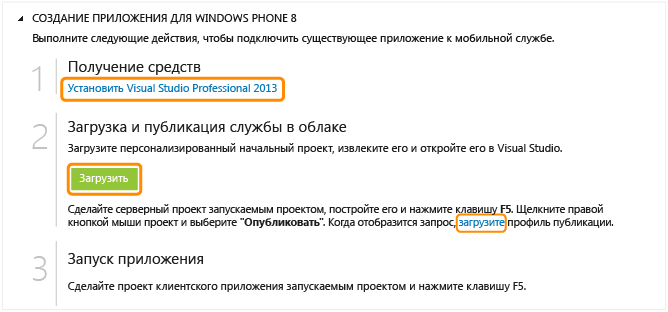 СОЗДАНИЕ ПРИЛОЖЕНИЯ ДЛЯ WINDOWS PHONE 8
Выполните следующие действия, чтобы подключить существующее приложение к мобильной службе.
1 Получение средств
Установить Visual Studio Professional 2013
2 Загрузка и публикация службы в облаке
Загрузите персонализированный начальный проект, извлеките его и откройте его в Visual Studio.
Загрузить
Сделайте серверный проект запускаемым проектом, постройте его и нажмите клавишу F5. Щелкните правой
кнопкой мыши проект и выберите "Опубликовать". Когда отобразится запрос, загрузите профиль публикации.
3 Запуск приложения
Сделайте проект клиентского приложения запускаемым проектом и нажмите клавишу F5.